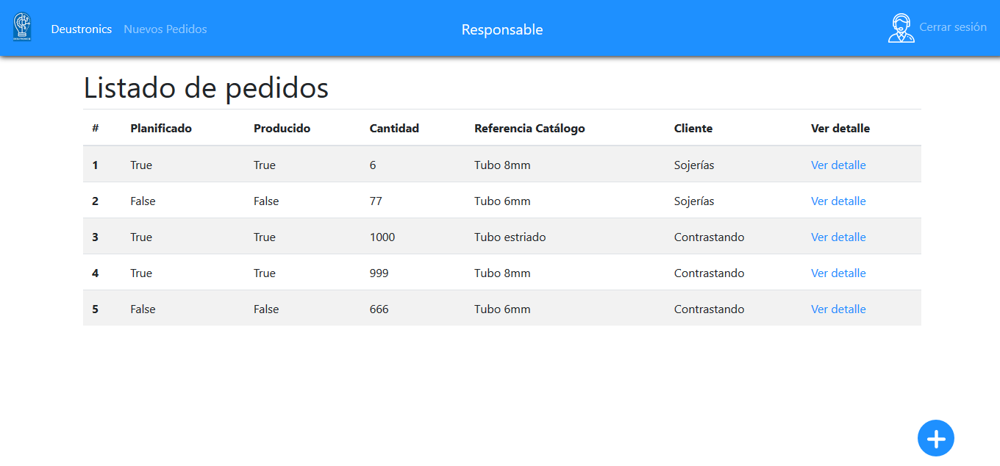 DEUSTRONICS
Deustronics Nuevos Pedidos Responsable Cerrar sesión
Listado de pedidos
# Planificado Producido Cantidad Referencia Catálogo Cliente Ver detalle
1 True True 6 Tubo 8mm Sojerías Ver detalle
2 False False 77 Tubo 6mm Sojerías Ver detalle
3 True True 1000 Tubo estriado Contrastando Ver detalle
4 True True 999 Tubo 8mm Contrastando Ver detalle
5 False False 666 Tubo 6mm Contrastando Ver detalle